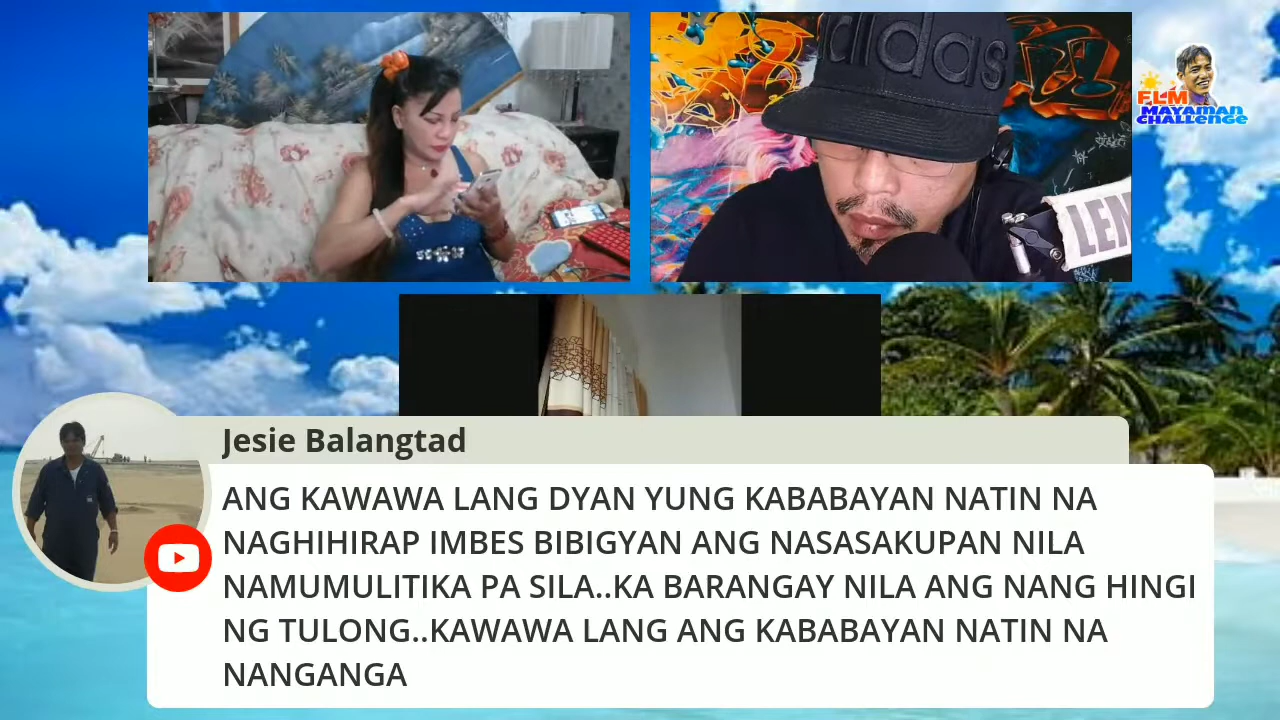 adidas
LEN
FLM
MAYAMAN
CHALLENGE
Jesie Balangtad
ANG KAWAWA LANG DYAN YUNG KABABAYAN NATIN NA
NAGHIHIRAP IMBES BIBIGYAN ANG NASASAKUPAN NILA
NAMUMULITIKA PA SILA..KA BARANGAY NILA ANG NANG HINGI
NG TULONG..KAWAWA LANG ANG KABABAYAN NATIN NA
NANGANGA